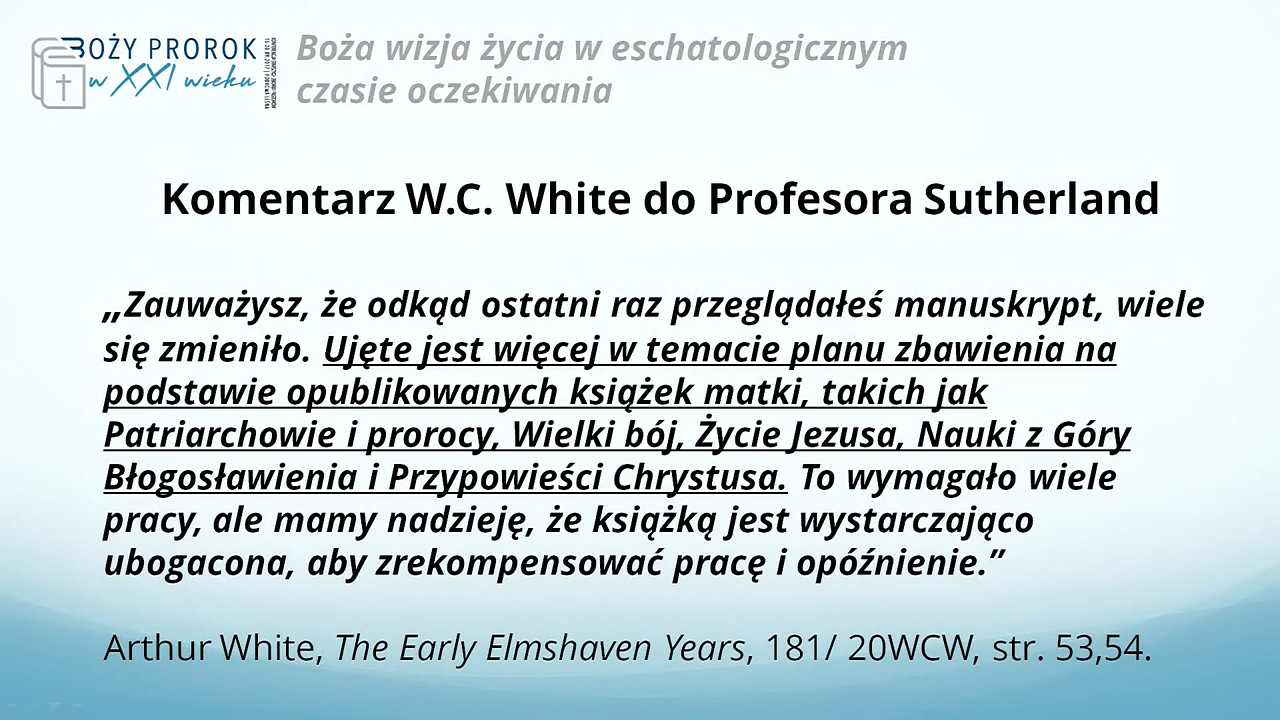 BOŻY PROROK
w XXI wieku
Boża wizja życia w eschatologicznym
czasie oczekiwania
Komentarz W.C. White do Profesora Sutherland
„Zauważysz, że odkąd ostatni raz przeglądałeś manuskrypt, wiele
się zmieniło. Ujęte jest więcej w temacie planu zbawienia na
podstawie opublikowanych książek matki, takich jak
Patriarchowie i prorocy, Wielki bój, Życie Jezusa, Nauki z Góry
Błogosławienia i Przypowieści Chrystusa. To wymagało wiele
pracy, ale mamy nadzieję, że książką jest wystarczająco
ubogacona, aby zrekompensować pracę i opóźnienie.”
Arthur White, The Early Elmshaven Years, 181/ 20WCW, str. 53,54.